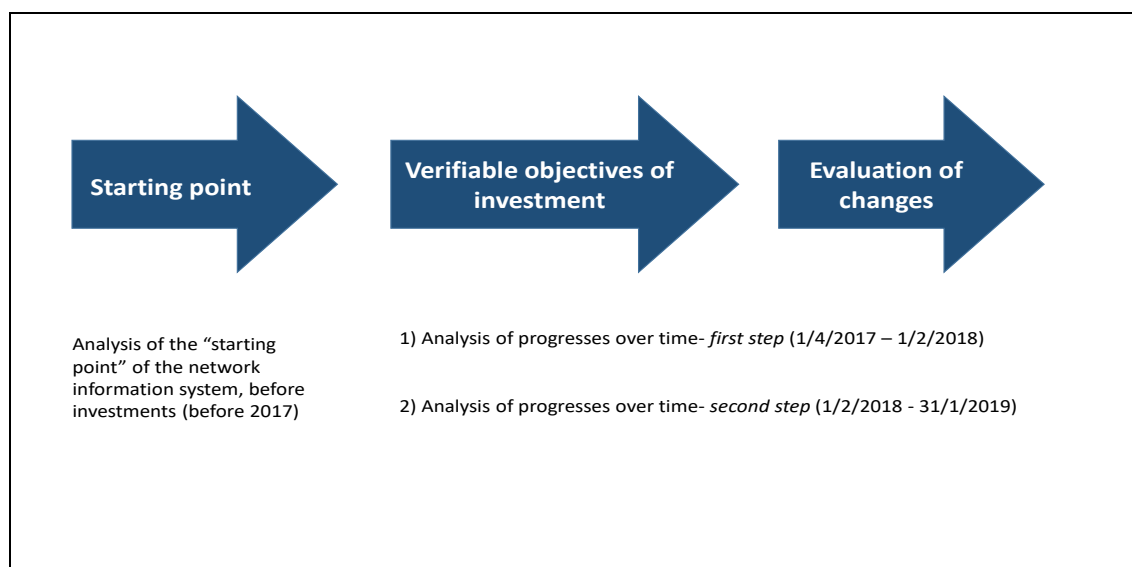 Starting point
Verifiable objectives of
investment
Evaluation of
changes
Analysis of the “starting
point” of the network
information system, before
investments (before 2017)
1) Analysis of progresses over time- first step (1/4/2017 – 1/2/2018)
2) Analysis of progresses over time- second step (1/2/2018 - 31/1/2019)